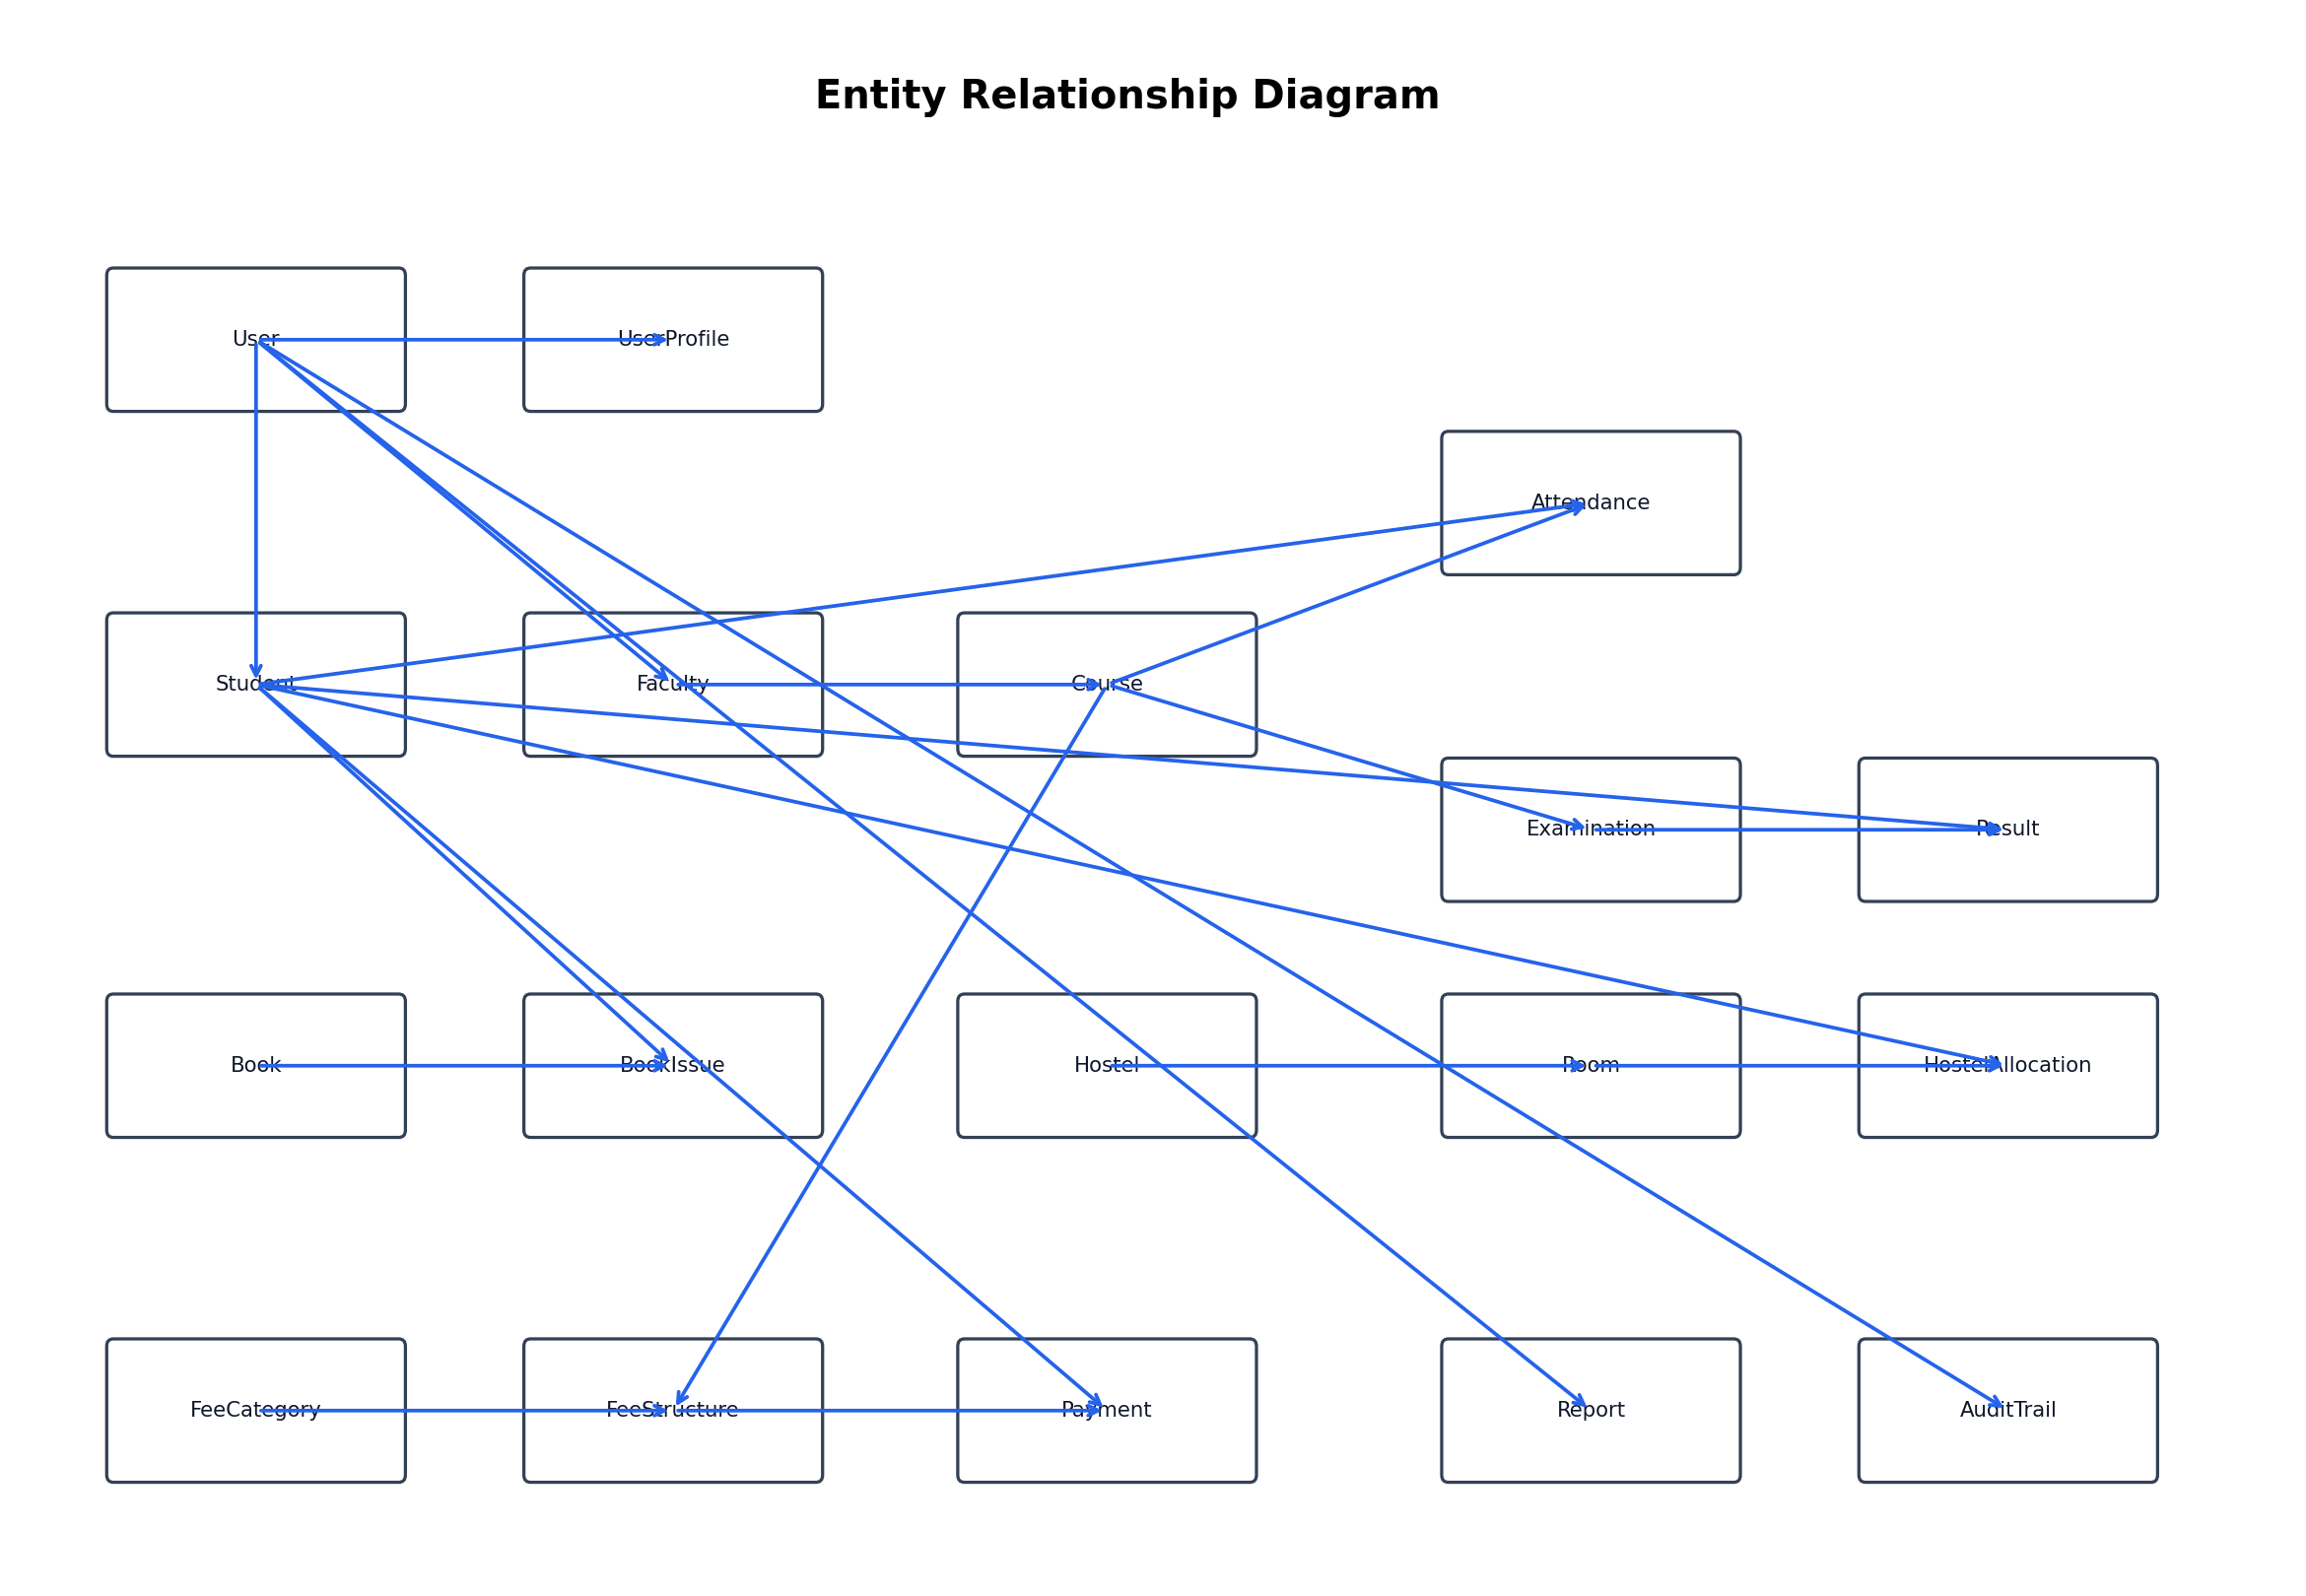 Entity Relationship Diagram
User
UserProfile
Attendance
Student
Faculty
Course
Examination
Result
Book
BookIssue
Hostel
Room
HostelAllocation
FeeCategory
FeeStructure
Payment
Report
AuditTrail